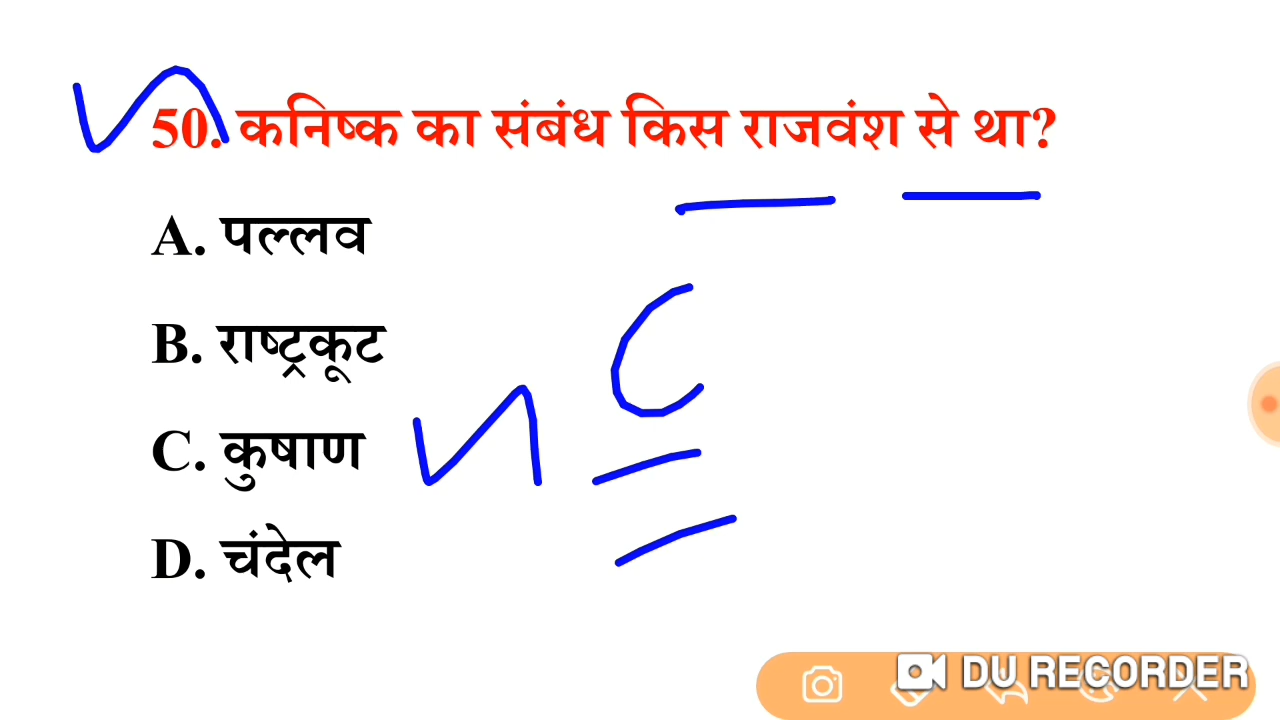 50. कनिष्क का संबंध किस राजवंश से था?
A. पल्लव
B. राष्ट्रकूट
C
C. कुषाण
D. चंदेल
DU RECORDER